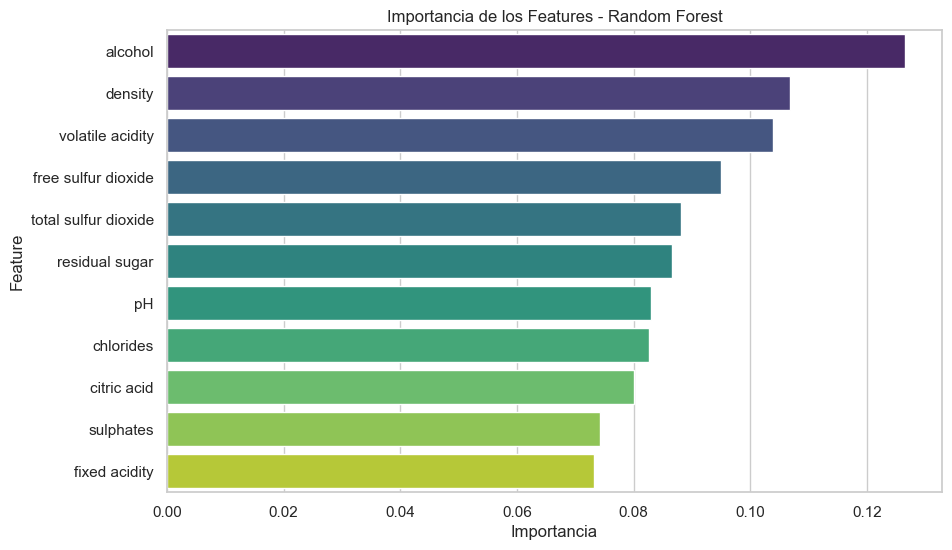 Importancia de los Features - Random Forest
alcohol
density
volatile acidity
free sulfur dioxide
total sulfur dioxide
residual sugar
pH
chlorides
citric acid
sulphates
fixed acidity
Feature
0.00 0.02 0.04 0.06 0.08 0.10 0.12
Importancia